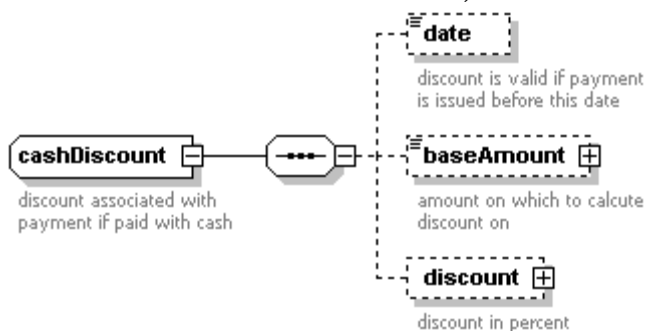 date
discount is valid if payment
is issued before this date
cashDiscount
discount associated with
payment if paid with cash
baseAmount
amount on which to calcute
discount on
discount
discount in percent